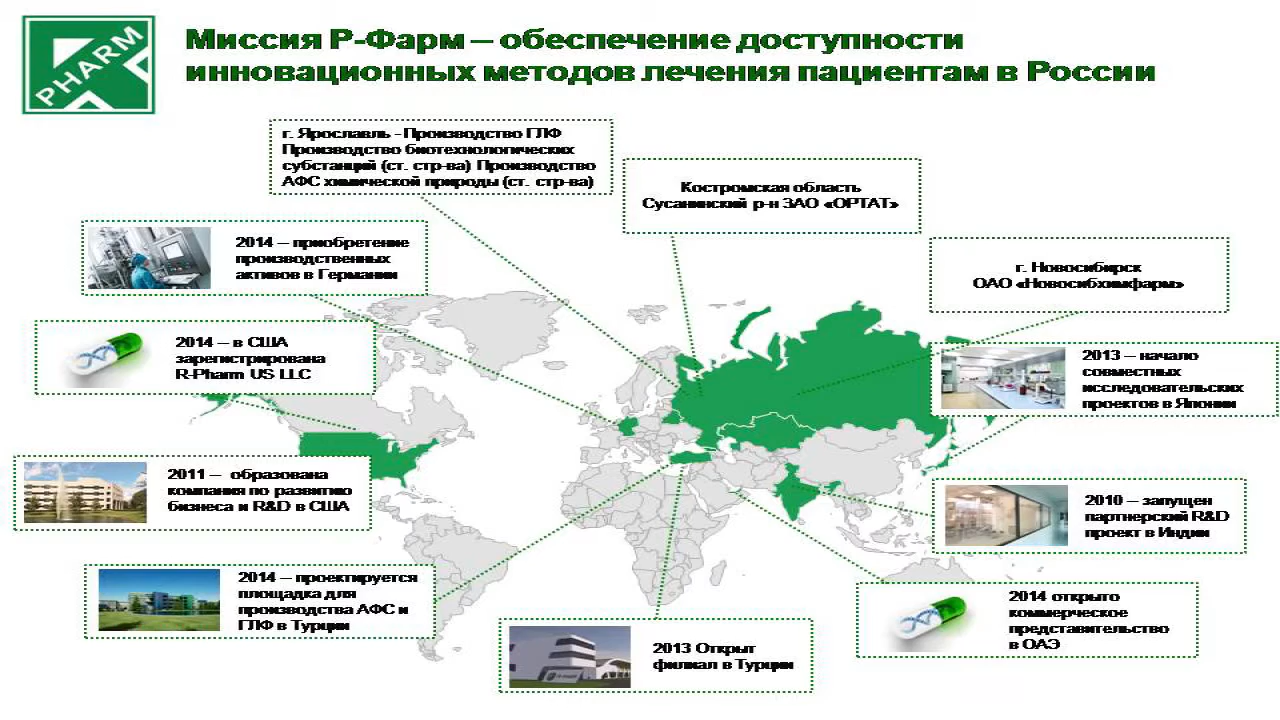 PHARM
Миссия Р-Фарм – обеспечение доступности
инновационных методов лечения пациентам в России
г. Ярославль - Производство ГЛФ
Производство биотехнологических
субстанций (ст. стр-ва) Производство
АФС химической природы (ст. стр-ва)
Костромская область
Сусанинский р-н ЗАО «ОРТАТ»
2014 – приобретение
производственных
активов в Германии
г. Новосибирск
ОАО «Новосибхимфарм»
2014 – в США
зарегистрирована
R-Pharm US LLC
2013 – начало
совместных
исследовательских
проектов в Японии
2011 – образована
компания по развитию
бизнеса и R&D в США
2010 – запущен
партнерский R&D
проект в Индии
2014 – проектируется
площадка для
производства АФС и
ГЛФ в Турции
2014 открыто
коммерческое
представительство
в ОАЭ
2013 Открыт
филиал в Турции